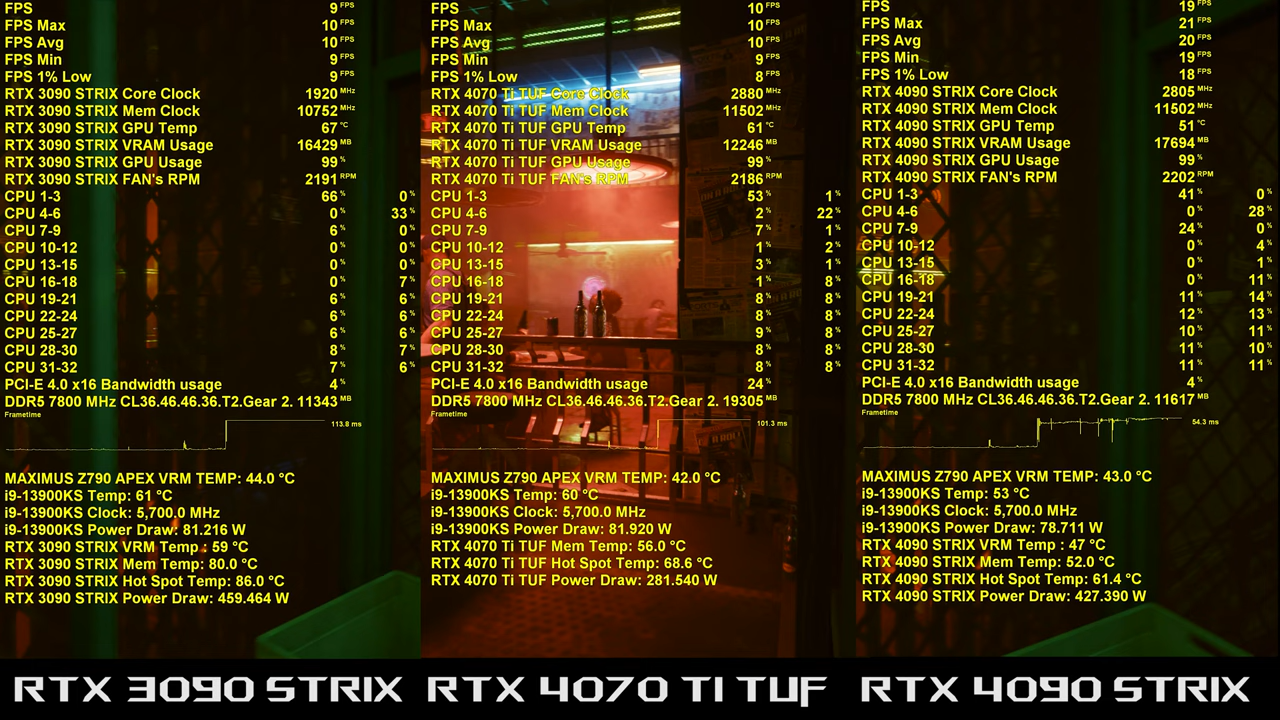 FPS 9 FPS
FPS Max 10 FPS
FPS Avg 10 FPS
FPS Min 9 FPS
FPS 1% Low 9 FPS
RTX 3090 STRIX Core Clock 1920 MHz
RTX 3090 STRIX Mem Clock 10752 MHz
RTX 3090 STRIX GPU Temp 67 °C
RTX 3090 STRIX VRAM Usage 16429 MB
RTX 3090 STRIX GPU Usage 99 %
RTX 3090 STRIX FAN's RPM 2191 RPM
CPU 1-3 66 % 0 %
CPU 4-6 0 % 33 %
CPU 7-9 6 % 0 %
CPU 10-12 0 % 0 %
CPU 13-15 0 % 0 %
CPU 16-18 0 % 7 %
CPU 19-21 6 % 6 %
CPU 22-24 6 % 6 %
CPU 25-27 6 % 6 %
CPU 28-30 8 % 7 %
CPU 31-32 7 % 6 %
PCI-E 4.0 x16 Bandwidth usage 4 %
DDR5 7800 MHz CL36.46.46.36.T2.Gear 2. 11343 MB
Frametime
113.8 ms
MAXIMUS Z790 APEX VRM TEMP: 44.0 °C
i9-13900KS Temp: 61 °C
i9-13900KS Clock: 5,700.0 MHz
i9-13900KS Power Draw: 81.216 W
RTX 3090 STRIX VRM Temp : 59 °C
RTX 3090 STRIX Mem Temp: 80.0 °C
RTX 3090 STRIX Hot Spot Temp: 86.0 °C
RTX 3090 STRIX Power Draw: 459.464 W
RTX 3090 STRIX
FPS 10 FPS
FPS Max 10 FPS
FPS Avg 10 FPS
FPS Min 9 FPS
FPS 1% Low 8 FPS
RTX 4070 Ti TUF Core Clock 2880 MHz
RTX 4070 Ti TUF Mem Clock 11502 MHz
RTX 4070 Ti TUF GPU Temp 61 °C
RTX 4070 Ti TUF VRAM Usage 12246 MB
RTX 4070 Ti TUF GPU Usage 99 %
RTX 4070 Ti TUF FAN's RPM 2186 RPM
CPU 1-3 53 % 1 %
CPU 4-6 2 % 22 %
CPU 7-9 7 % 1 %
CPU 10-12 1 % 2 %
CPU 13-15 3 % 1 %
CPU 16-18 1 % 8 %
CPU 19-21 8 % 8 %
CPU 22-24 8 % 8 %
CPU 25-27 9 % 8 %
CPU 28-30 8 % 8 %
CPU 31-32 8 % 8 %
PCI-E 4.0 x16 Bandwidth usage 24 %
DDR5 7800 MHz CL36.46.46.36.T2.Gear 2. 19305 MB
Frametime
101.3 ms
MAXIMUS Z790 APEX VRM TEMP: 42.0 °C
i9-13900KS Temp: 60 °C
i9-13900KS Clock: 5,700.0 MHz
i9-13900KS Power Draw: 81.920 W
RTX 4070 Ti TUF Mem Temp: 56.0 °C
RTX 4070 Ti TUF Hot Spot Temp: 68.6 °C
RTX 4070 Ti TUF Power Draw: 281.540 W
RTX 4070 TI TUF
FPS 19 FPS
FPS Max 21 FPS
FPS Avg 20 FPS
FPS Min 19 FPS
FPS 1% Low 18 FPS
RTX 4090 STRIX Core Clock 2805 MHz
RTX 4090 STRIX Mem Clock 11502 MHz
RTX 4090 STRIX GPU Temp 51 °C
RTX 4090 STRIX VRAM Usage 17694 MB
RTX 4090 STRIX GPU Usage 99 %
RTX 4090 STRIX FAN's RPM 2202 RPM
CPU 1-3 41 % 0 %
CPU 4-6 0 % 28 %
CPU 7-9 24 % 0 %
CPU 10-12 0 % 4 %
CPU 13-15 0 % 1 %
CPU 16-18 0 % 11 %
CPU 19-21 11 % 14 %
CPU 22-24 12 % 13 %
CPU 25-27 10 % 11 %
CPU 28-30 11 % 10 %
CPU 31-32 11 % 11 %
PCI-E 4.0 x16 Bandwidth usage 4 %
DDR5 7800 MHz CL36.46.46.36.T2.Gear 2. 11617 MB
Frametime
54.3 ms
MAXIMUS Z790 APEX VRM TEMP: 43.0 °C
i9-13900KS Temp: 53 °C
i9-13900KS Clock: 5,700.0 MHz
i9-13900KS Power Draw: 78.711 W
RTX 4090 STRIX VRM Temp : 47 °C
RTX 4090 STRIX Mem Temp: 52.0 °C
RTX 4090 STRIX Hot Spot Temp: 61.4 °C
RTX 4090 STRIX Power Draw: 427.390 W
RTX 4090 STRIX